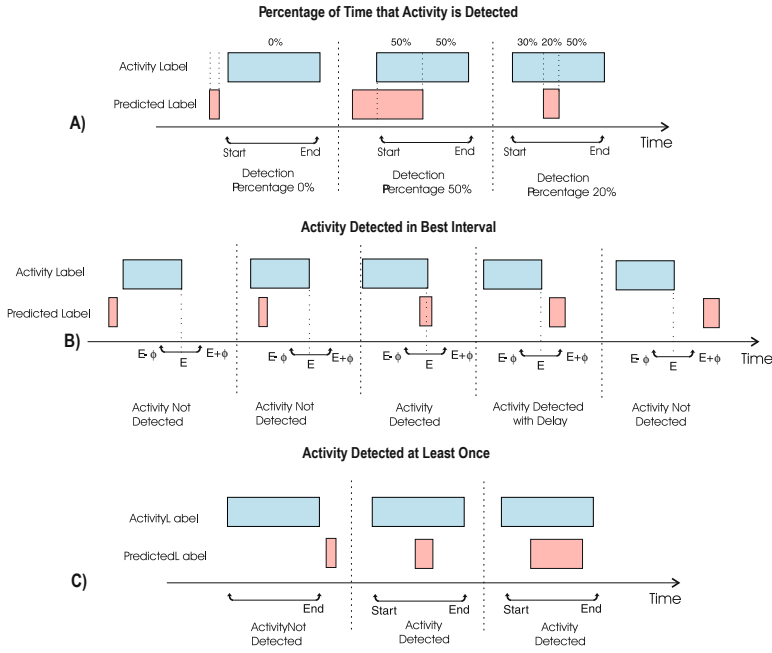 Percentage of Time that Activity is Detected
0% 50% 50% 30% 20% 50%
Activity Label
Predicted Label
A)
Time
Start End Start End Start End
Detection Detection Detection
Percentage 0% Percentage 50% Percentage 20%
Activity Detected in Best Interval
Activity Label
Predicted Label
B)
E- ϕ E E+ϕ E- ϕ E E+ϕ E- ϕ E E+ϕ E- ϕ E E+ϕ E- ϕ E E+ϕ
Time
Activity Not Activity Not Activity Activity Detected Activity Not
Detected Detected Detected with Delay Detected
Activity Detected at Least Once
ActivityL abel
PredictedL abel
C)
Time
End Start End Start End
ActivityNot Activity Activity
Detected Detected Detected